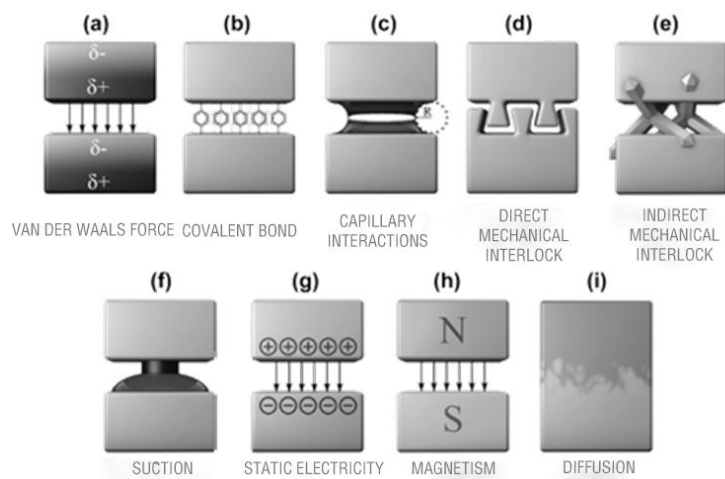 (a)
(b)
(c)
(d)
(e)
δ-
δ+
R
δ-
δ+
VAN DER WAALS FORCE
COVALENT BOND
CAPILLARY
INTERACTIONS
DIRECT
MECHANICAL
INTERLOCK
INDIRECT
MECHANICAL
INTERLOCK
(f)
(g)
(h)
(i)
+ + + + +
N
− − − − −
S
SUCTION
STATIC ELECTRICITY
MAGNETISM
DIFFUSION